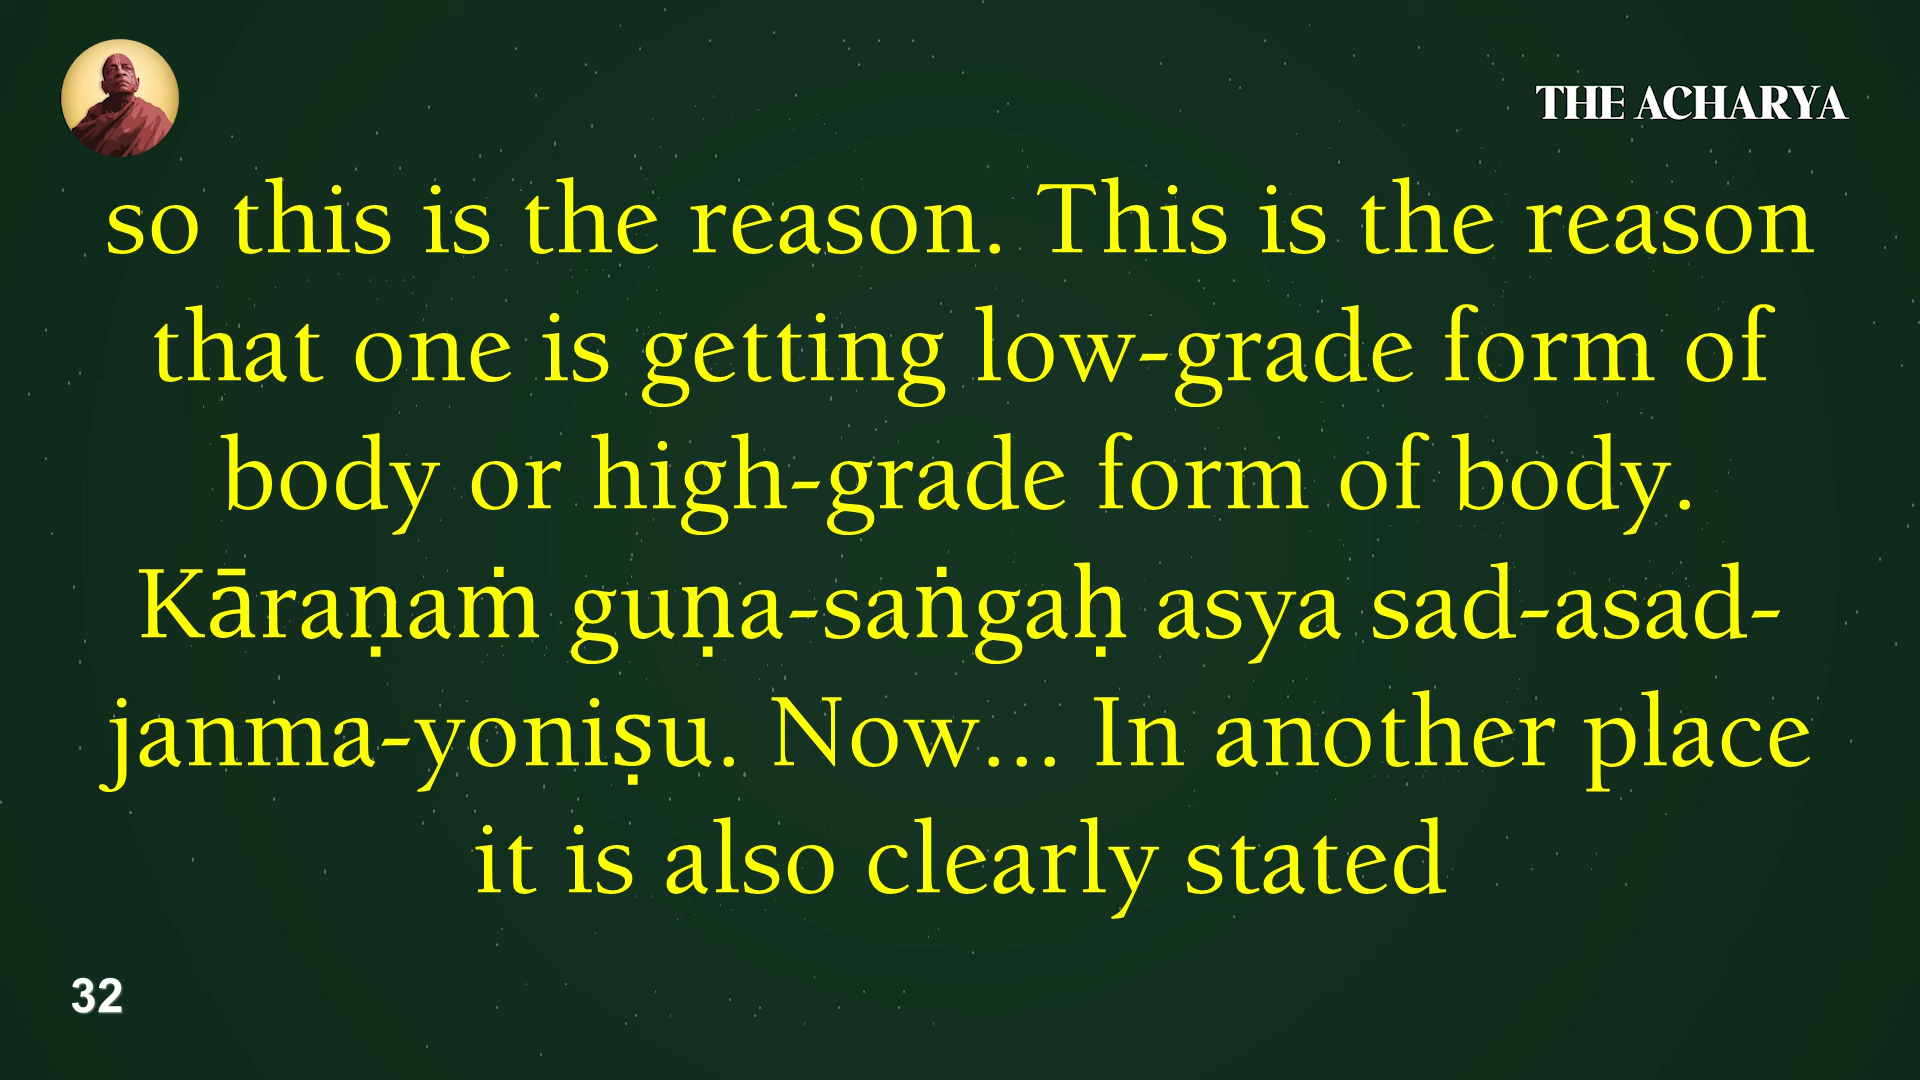 THE ACHARYA
so this is the reason. This is the reason
that one is getting low-grade form of
body or high-grade form of body.
Kāraṇaṁ guṇa-saṅgaḥ asya sad-asad-
janma-yoniṣu. Now... In another place
it is also clearly stated
32